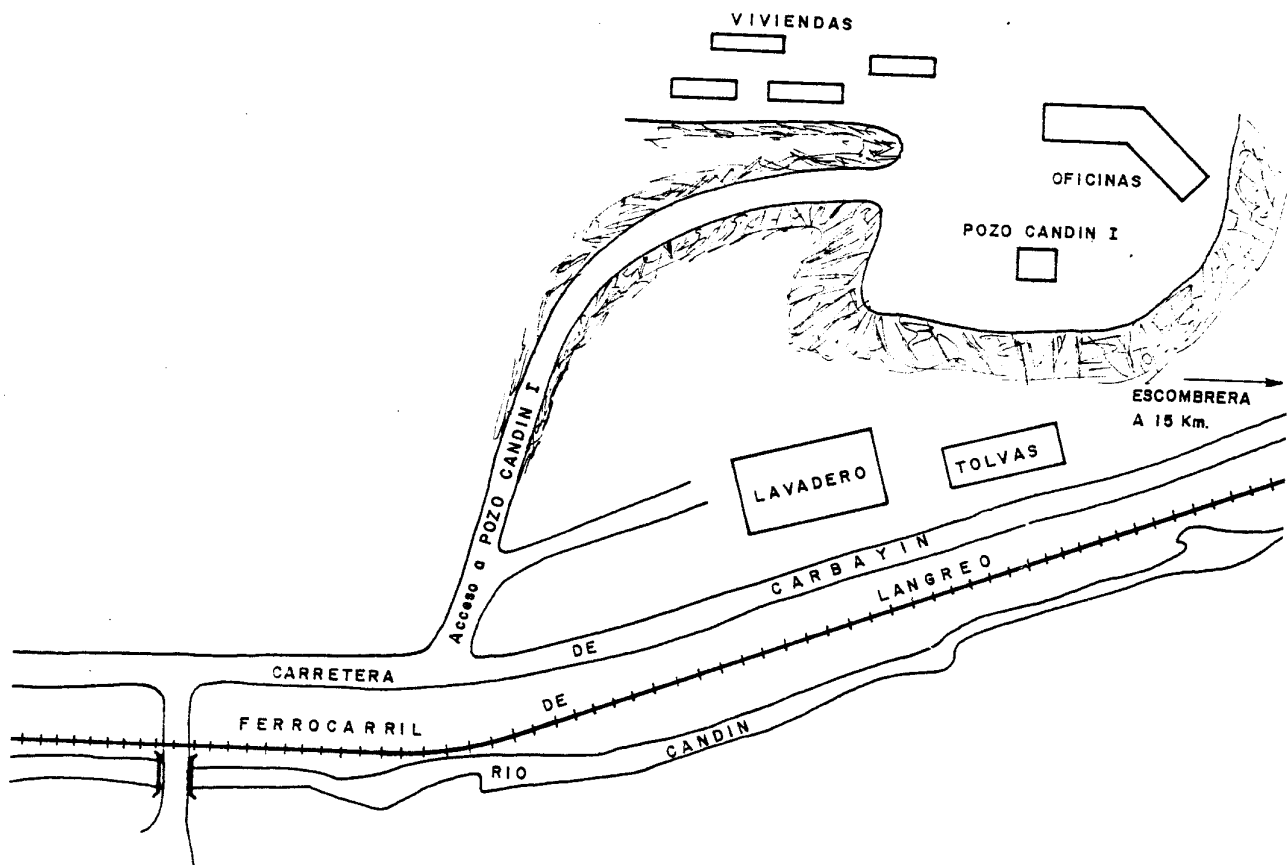 VIVIENDAS
OFICINAS
POZO CANDIN I
ESCOMBRERA
A 15 Km.
Acceso a POZO CANDIN I
LAVADERO
TOLVAS
CARRETERA DE CARBAYIN
FERROCARRIL DE LANGREO
RIO CANDIN